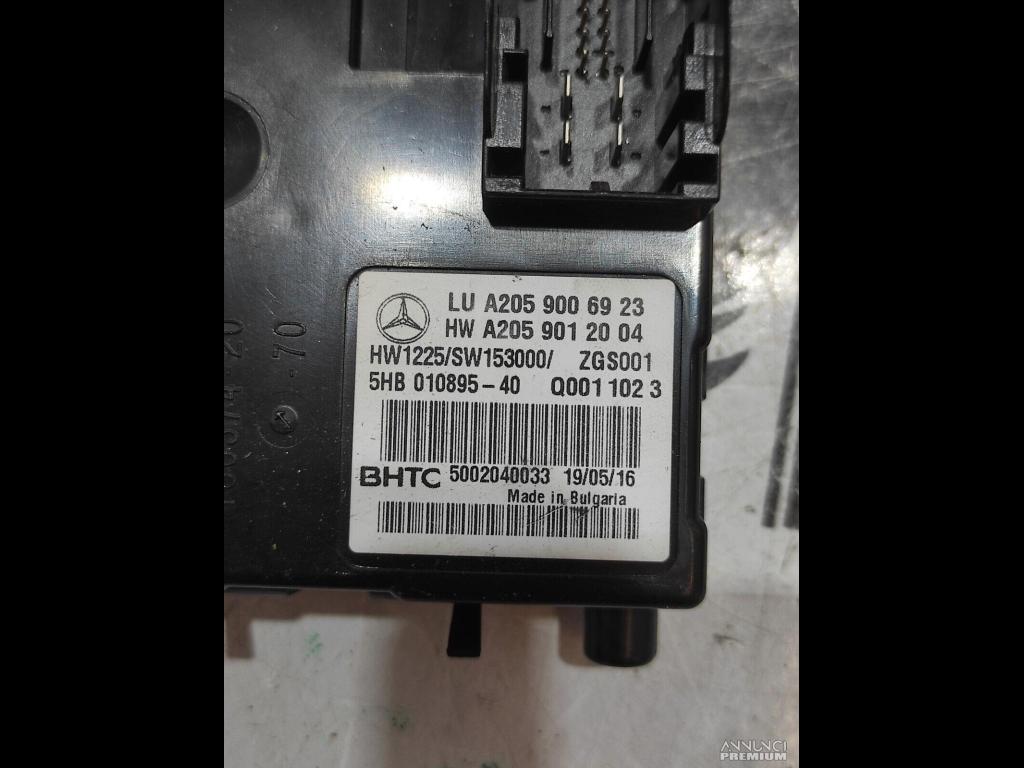 LU A205 900 69 23
HW A205 901 20 04
HW1225/SW153000/ ZGS001
5HB 010895-40 Q001 102 3
BHTC 5002040033 19/05/16
Made in Bulgaria
70
ANNUNCI
PREMIUM